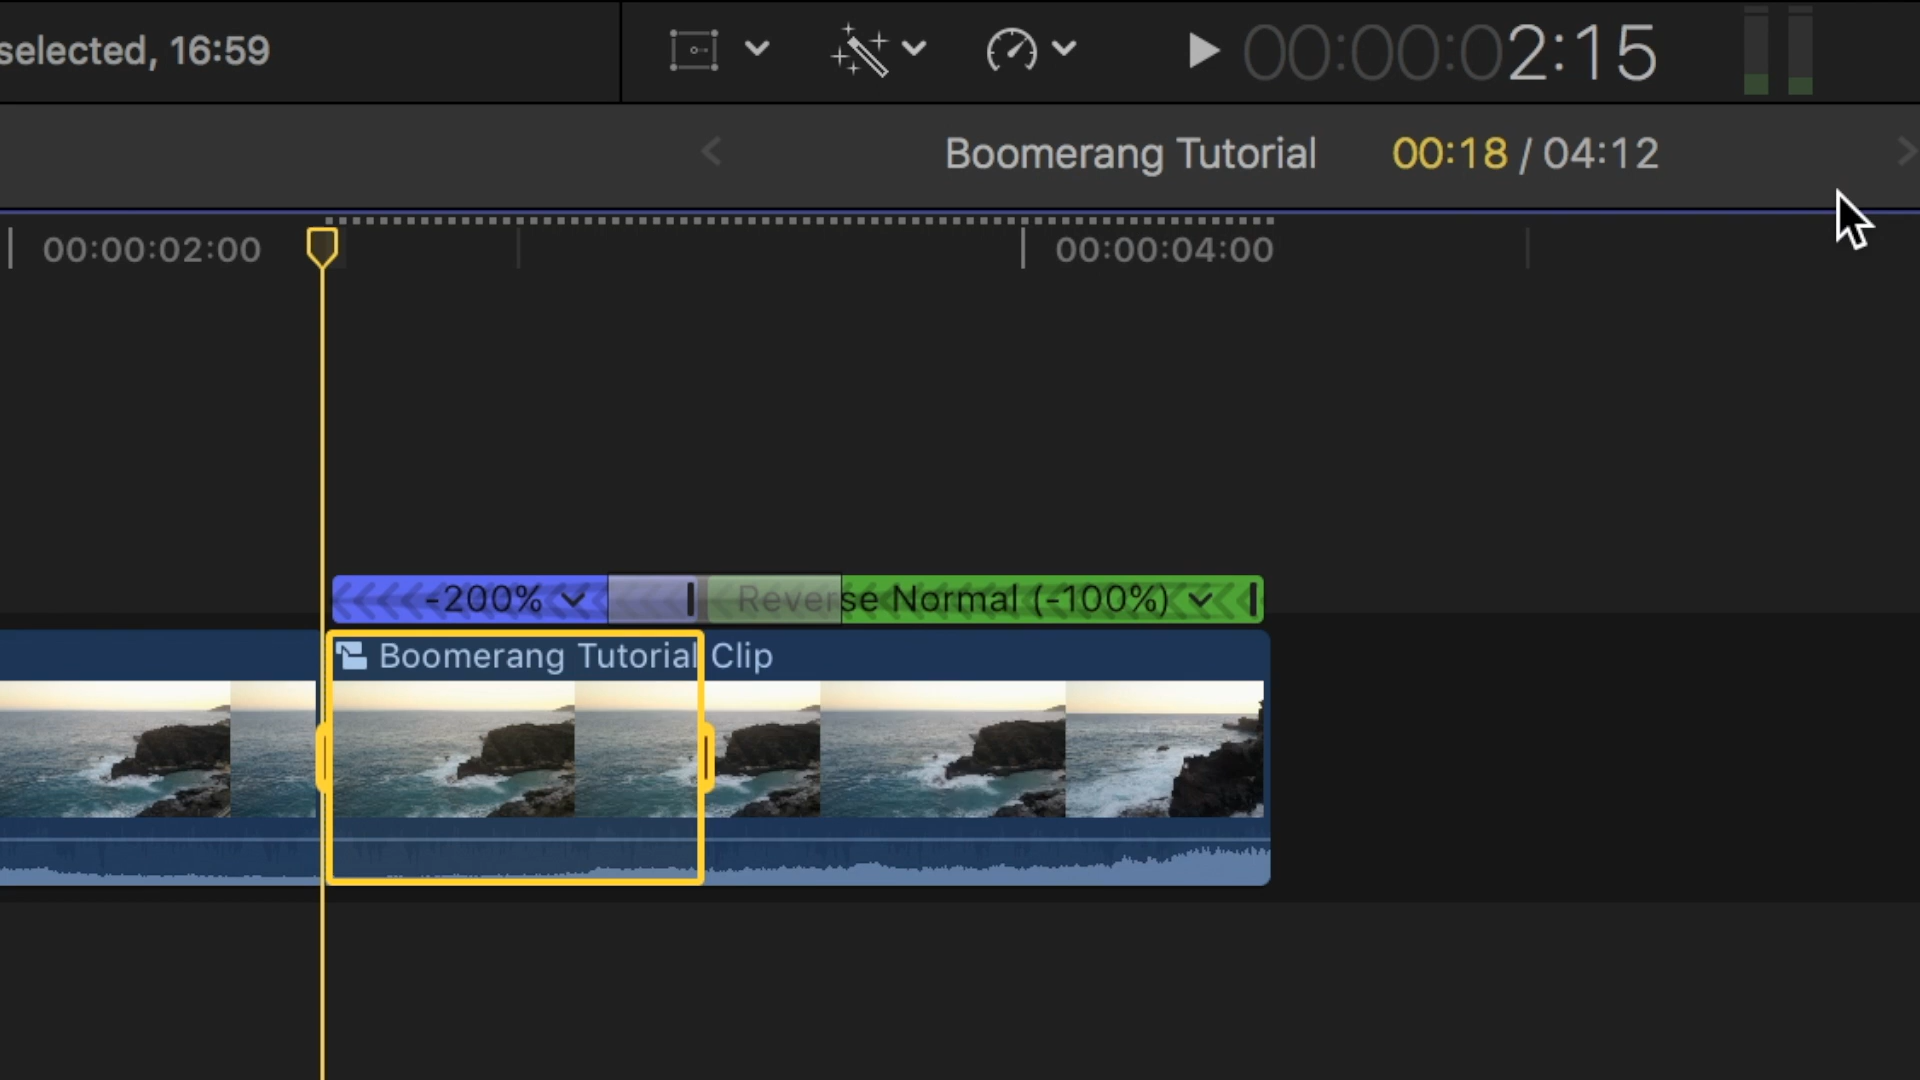 selected, 16:59
00:00:02:15
Boomerang Tutorial 00:18 / 04:12
00:00:02:00
00:00:04:00
-200%
Reverse Normal (-100%)
Boomerang Tutorial Clip